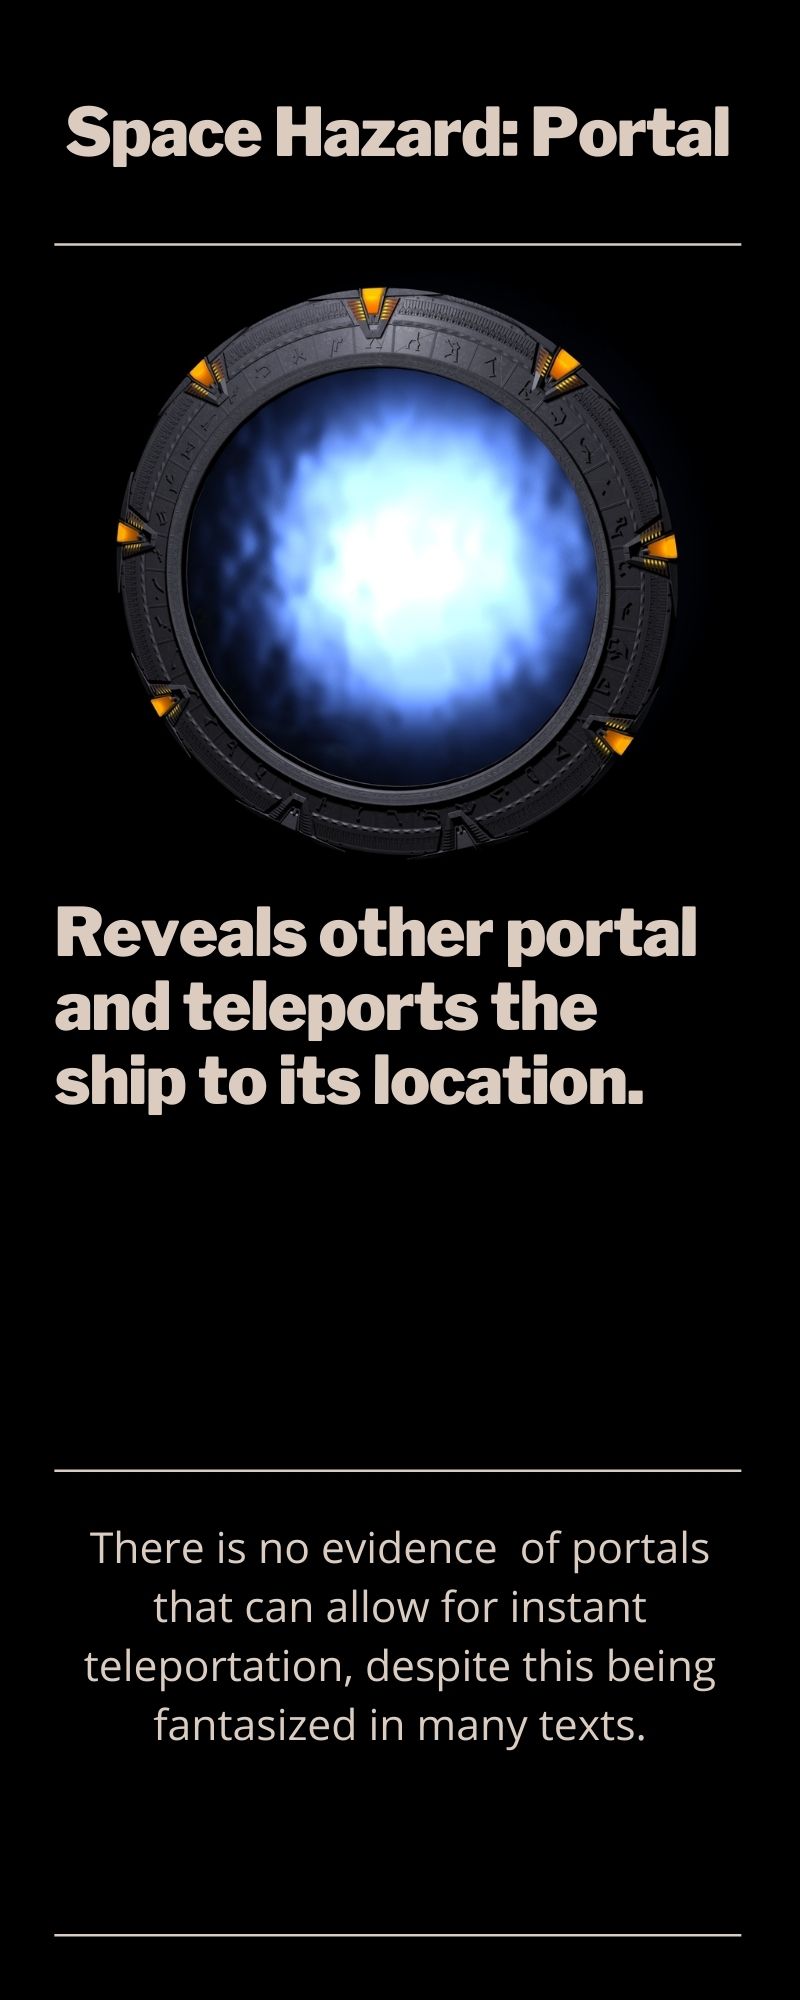 Space Hazard: Portal
Reveals other portal
and teleports the
ship to its location.
There is no evidence  of portals
that can allow for instant
teleportation, despite this being
fantasized in many texts.